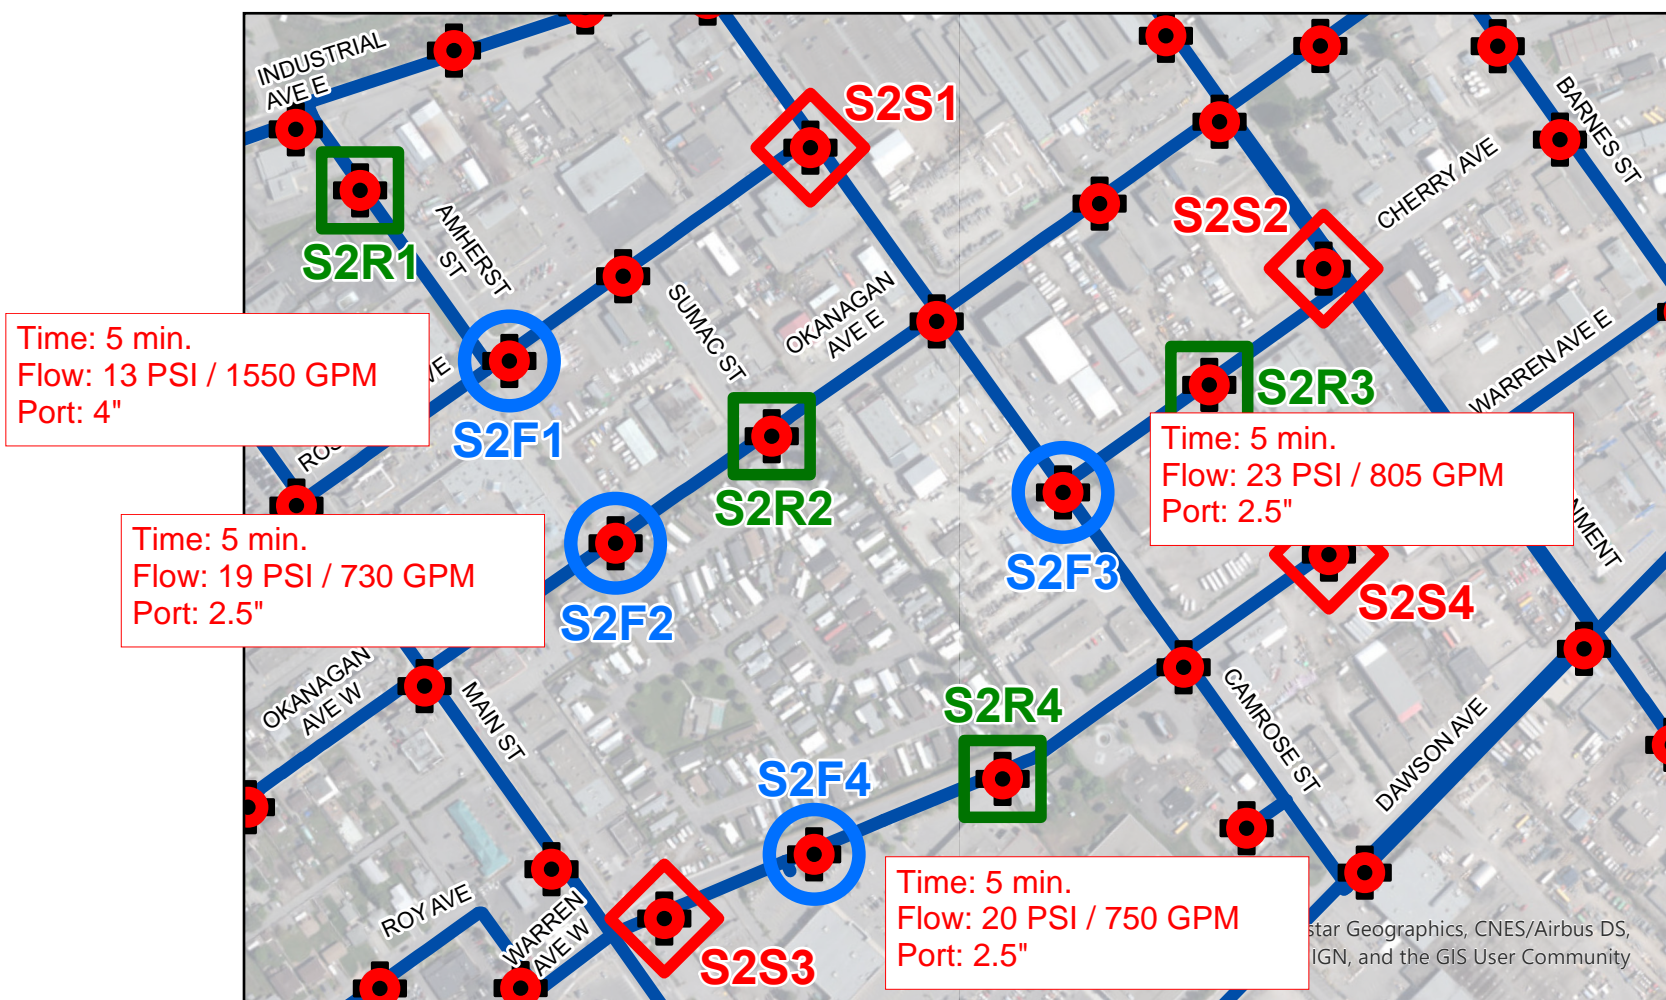 INDUSTRIAL
AVE E
S2S1
BARNES ST
CHERRY AVE
S2S2
S2R1
AMHERST
ST
SUMAC ST
OKANAGAN
AVE E
WARREN AVE E
Time: 5 min.
Flow: 13 PSI / 1550 GPM
Port: 4"
S2F1
S2R3
Time: 5 min.
Flow: 23 PSI / 805 GPM
Port: 2.5"
S2R2
Time: 5 min.
Flow: 19 PSI / 730 GPM
Port: 2.5"
S2F2
S2F3
S2S4
OKANAGAN
AVE W
MAIN ST
S2R4
CAMROSE ST
DAWSON AVE
S2F4
ROY AVE
WARREN
AVE W
S2S3
Time: 5 min.
Flow: 20 PSI / 750 GPM
Port: 2.5"
Geographics, CNES/Airbus DS,
IGN, and the GIS User Community